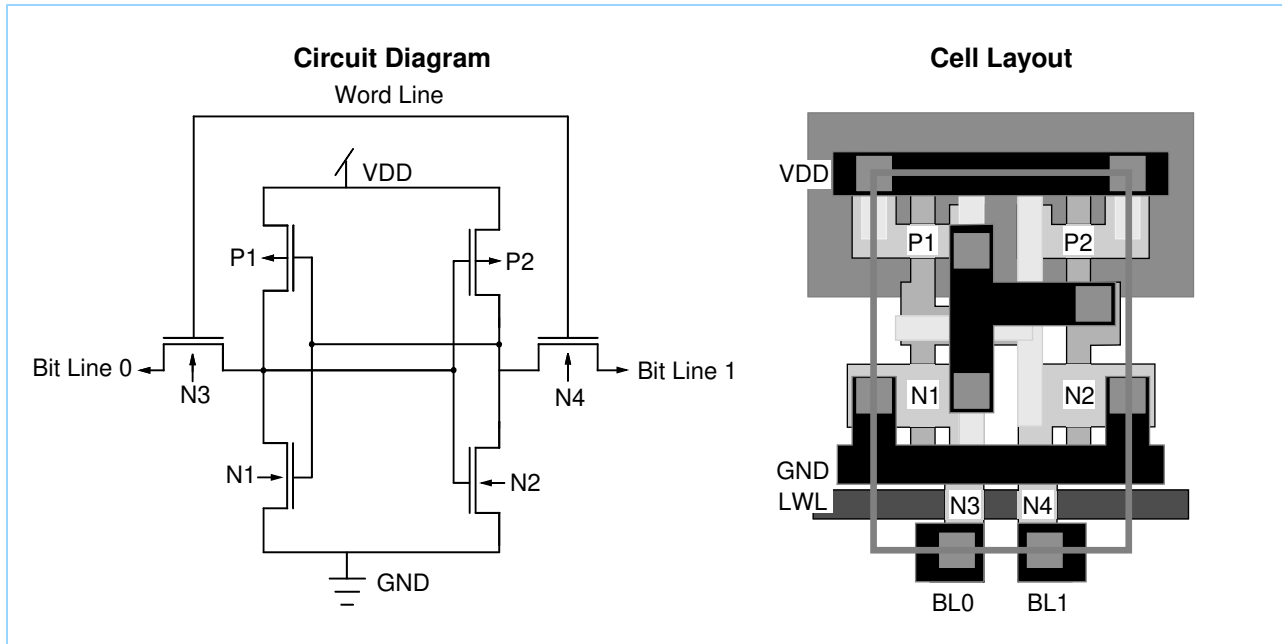 Circuit Diagram
Word Line
VDD
P1
P2
Bit Line 0
Bit Line 1
N3
N4
N1
N2
GND
Cell Layout
VDD
P1
P2
N1
N2
GND
LWL
N3
N4
BL0
BL1